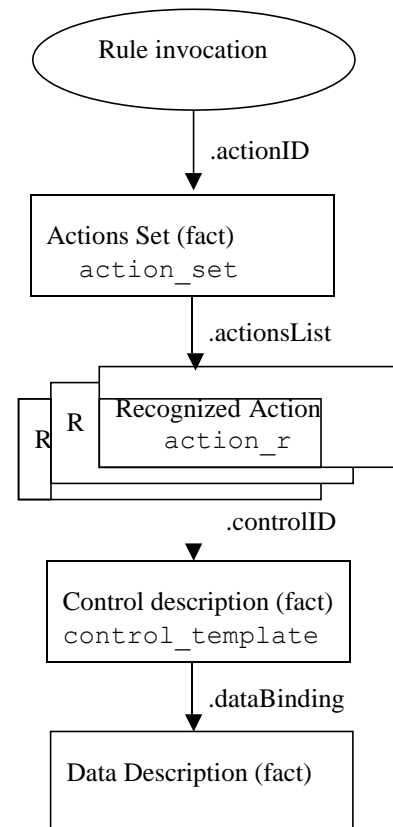 Rule invocation
.actionID
Actions Set (fact)
action_set
.actionsList
R
R
Recognized Action
action_r
.controlID
Control description (fact)
control_template
.dataBinding
Data Description (fact)